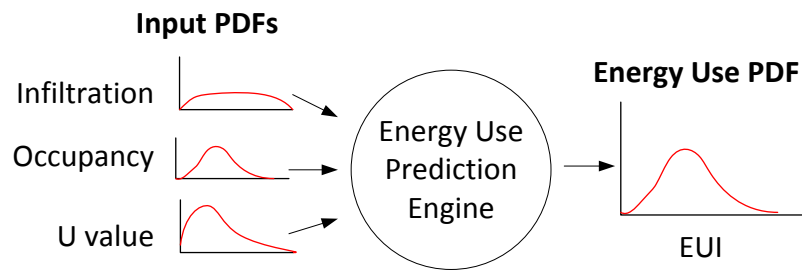 Input PDFs
Infiltration
Occupancy
U value
Energy Use
Prediction
Engine
Energy Use PDF
EUI